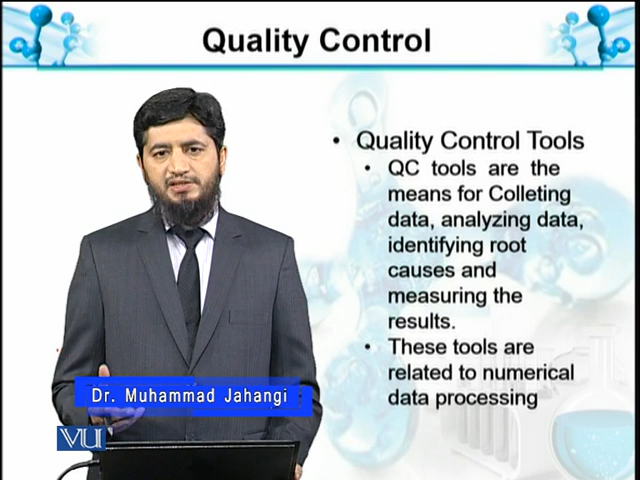 Quality Control
• Quality Control Tools
• QC tools are the
means for Colleting
data, analyzing data,
identifying root
causes and
measuring the
results.
• These tools are
related to numerical
data processing
Dr. Muhammad Jahangi
VU